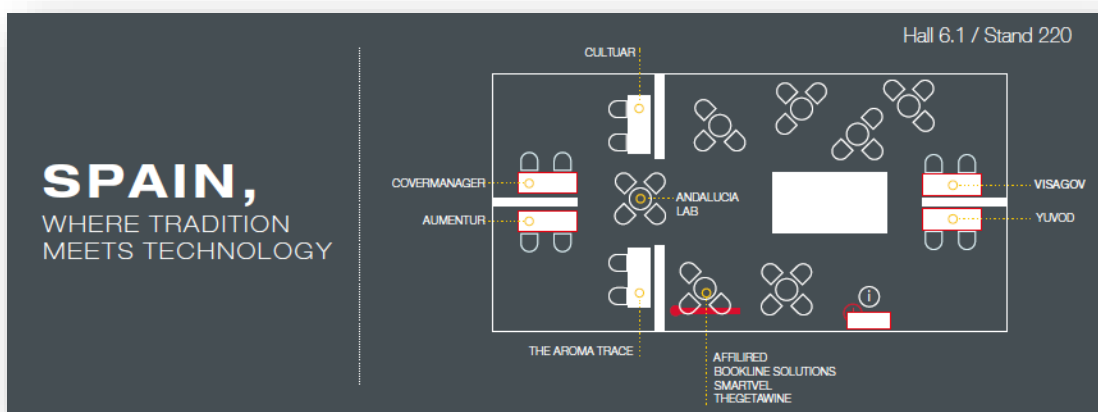 Hall 6.1 / Stand 220
CULTUAR
SPAIN,
WHERE TRADITION
MEETS TECHNOLOGY
COVERMANAGER
AUMENTUR
ANDALUCIA
LAB
VISAGOV
YUVOD
i
THE AROMA TRACE
AFFILIRED
BOOKLINE SOLUTIONS
SMARTVEL
THEGETAWINE